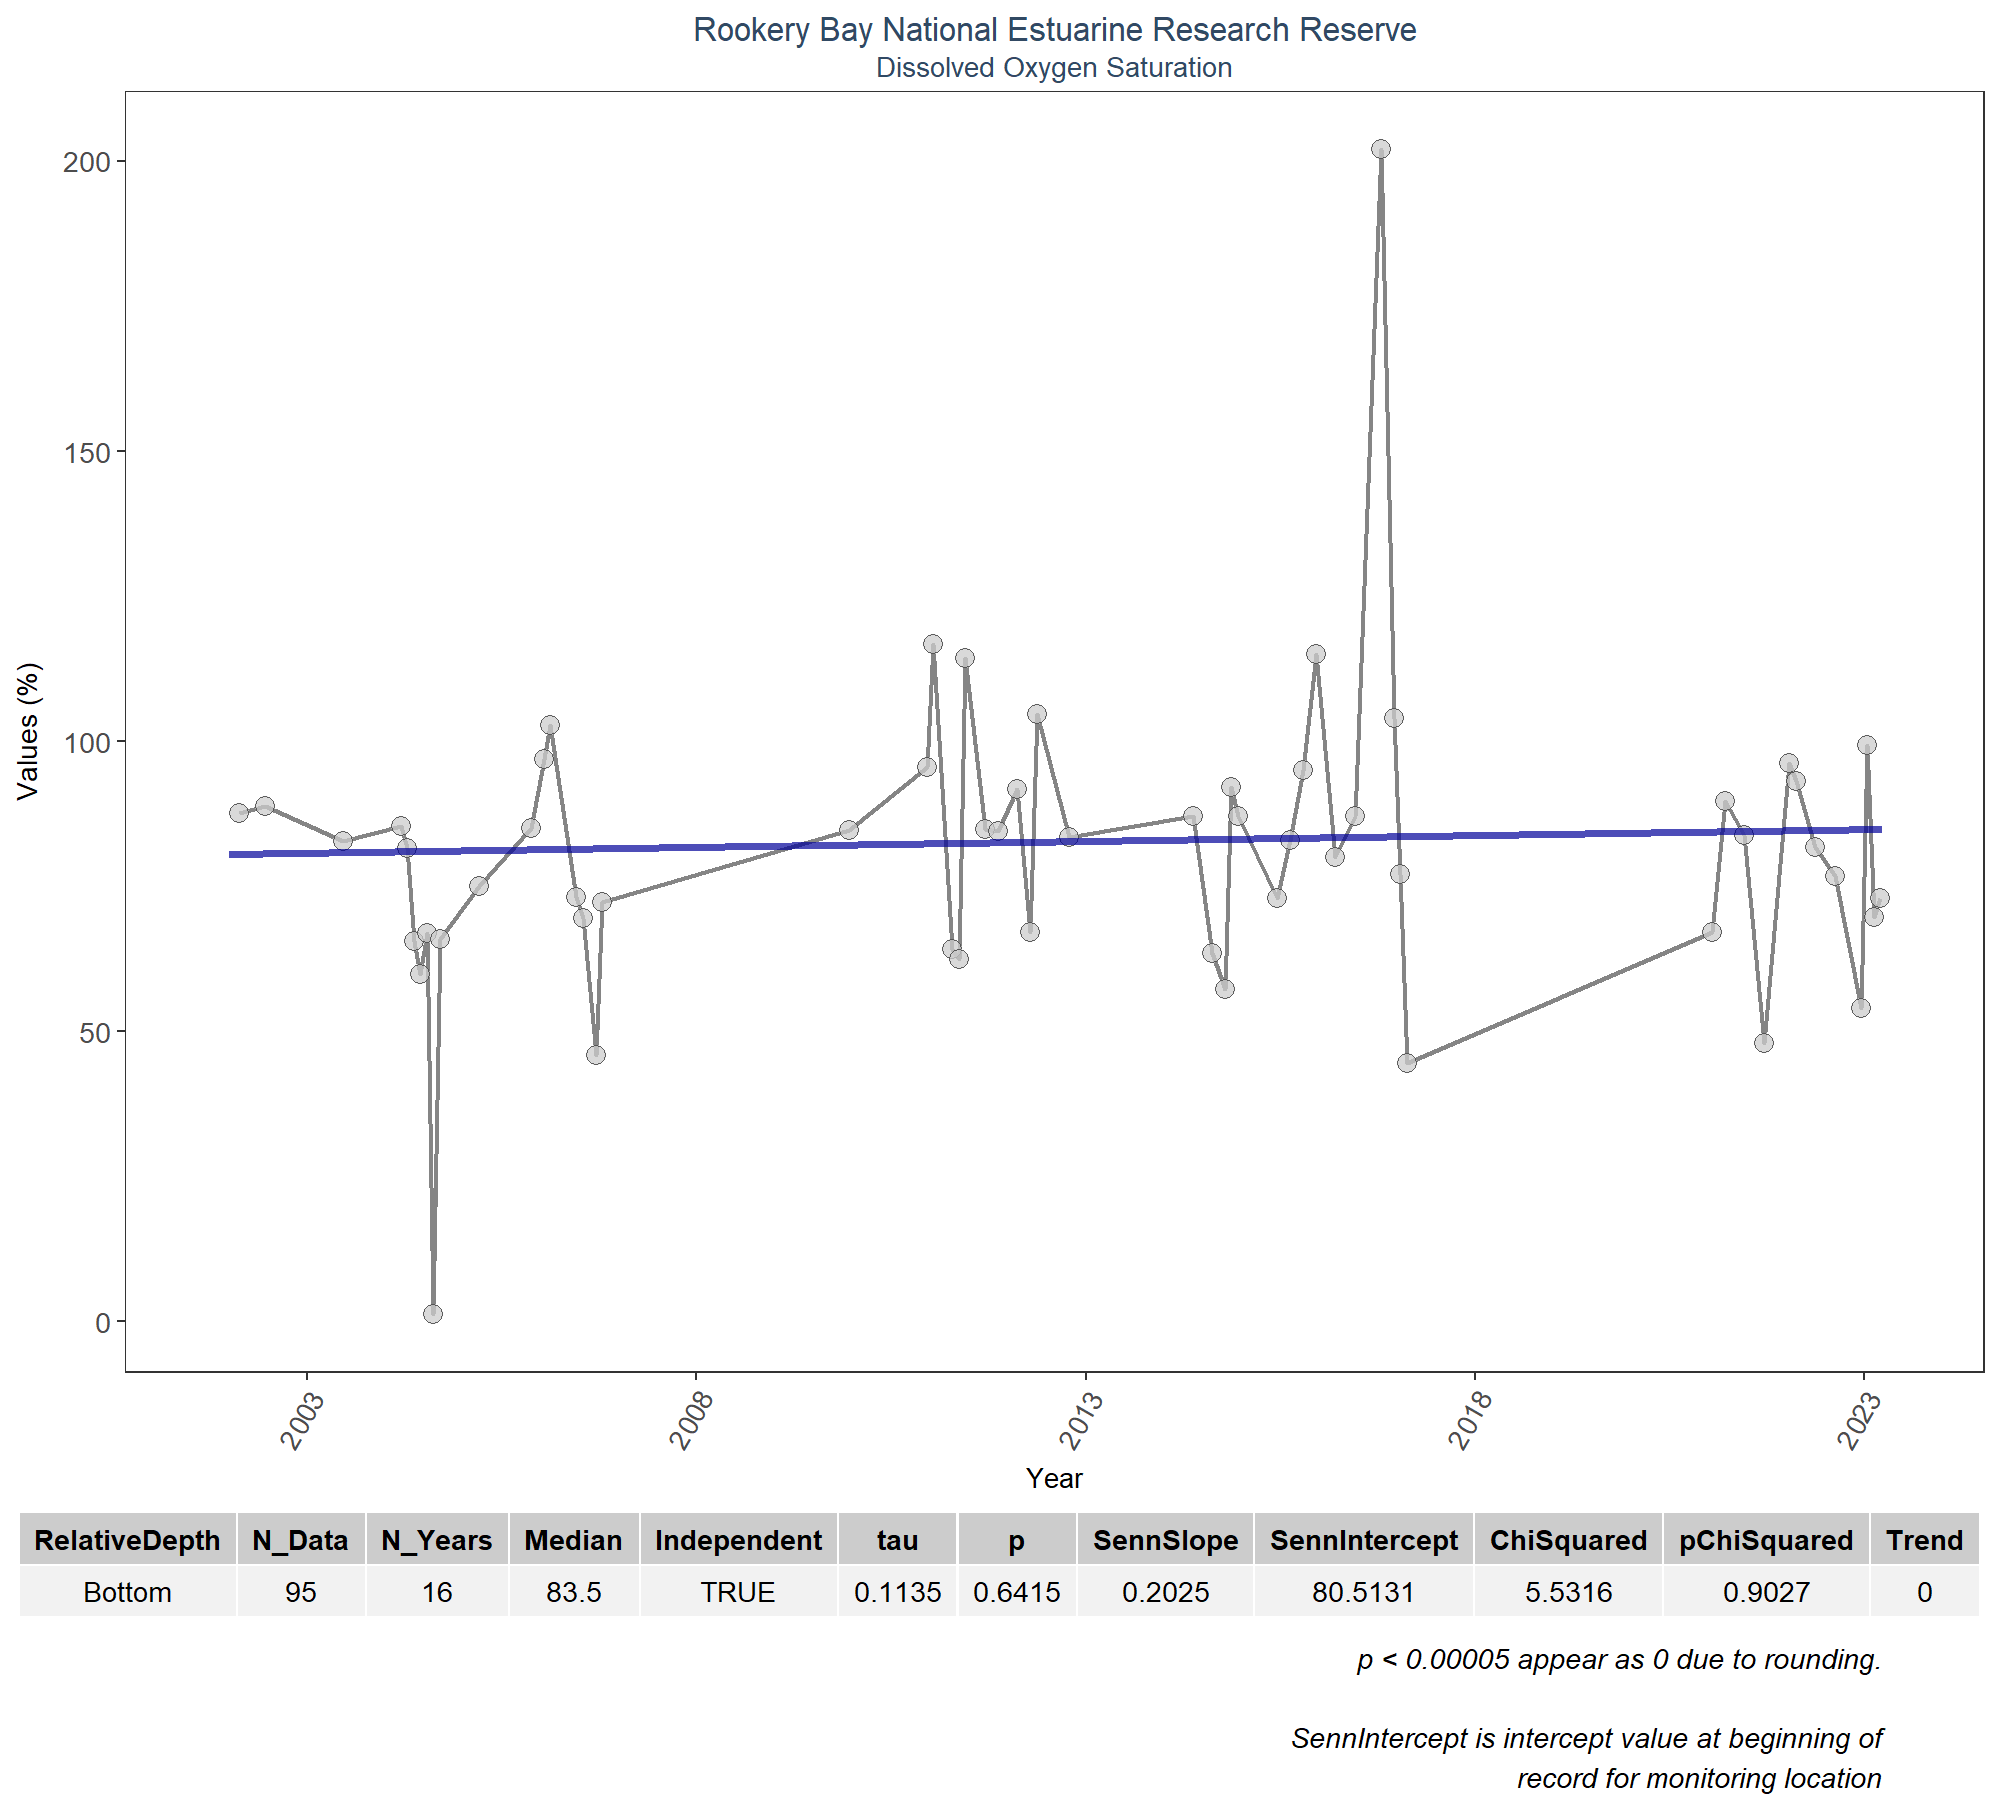 Rookery Bay National Estuarine Research Reserve
Dissolved Oxygen Saturation
Values (%)
200
150
100
50
0
2003
2008
2013
2018
2023
Year
RelativeDepth N_Data N_Years Median Independent tau p SennSlope SennIntercept ChiSquared pChiSquared Trend
Bottom 95 16 83.5 TRUE 0.1135 0.6415 0.2025 80.5131 5.5316 0.9027 0
p < 0.00005 appear as 0 due to rounding.
SennIntercept is intercept value at beginning of
record for monitoring location